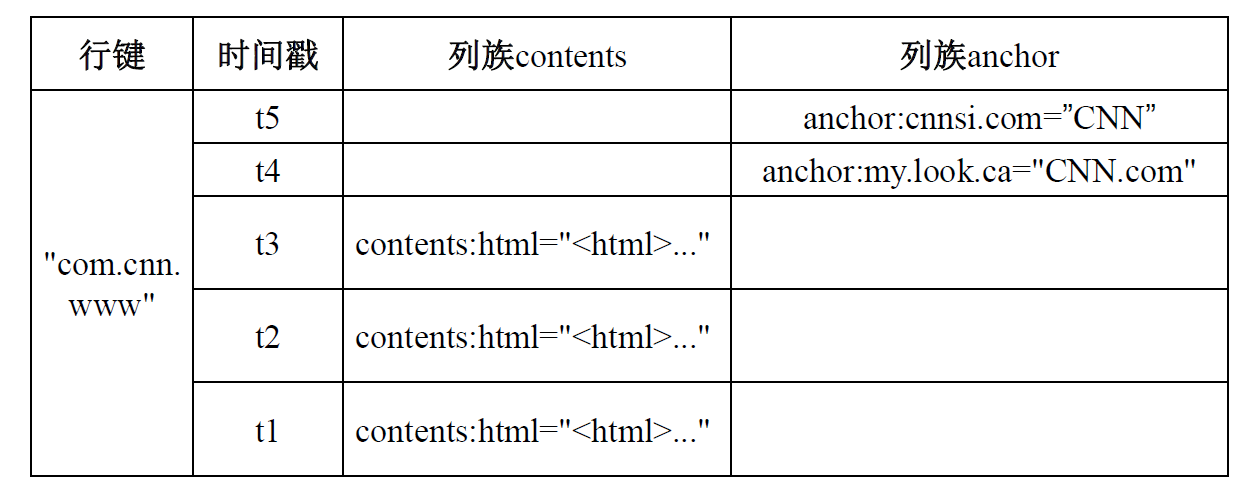 行键 时间戳 列族contents 列族anchor
t5 anchor:cnnsi.com=”CNN”
t4 anchor:my.look.ca="CNN.com"
"com.cnn.
www"
t3 contents:html="<html>..."
t2 contents:html="<html>..."
t1 contents:html="<html>..."